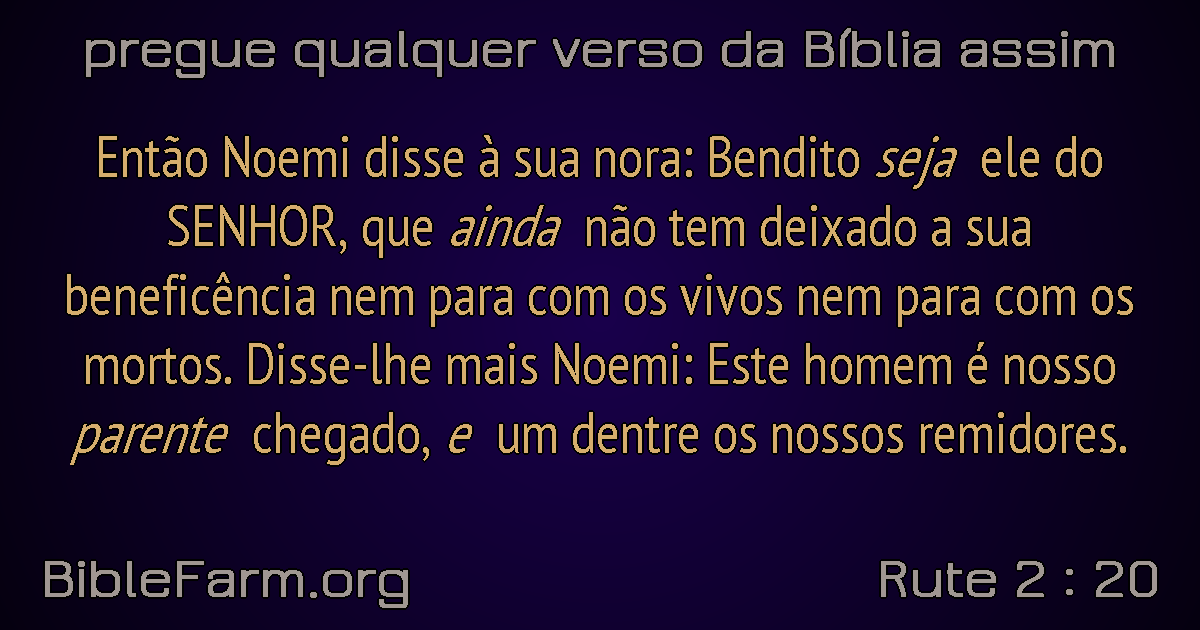 pregue qualquer verso da Bíblia assim
Então Noemi disse à sua nora: Bendito seja ele do
SENHOR, que ainda não tem deixado a sua
beneficência nem para com os vivos nem para com os
mortos. Disse-lhe mais Noemi: Este homem é nosso
parente chegado, e um dentre os nossos remidores.
BibleFarm.org
Rute 2 : 20